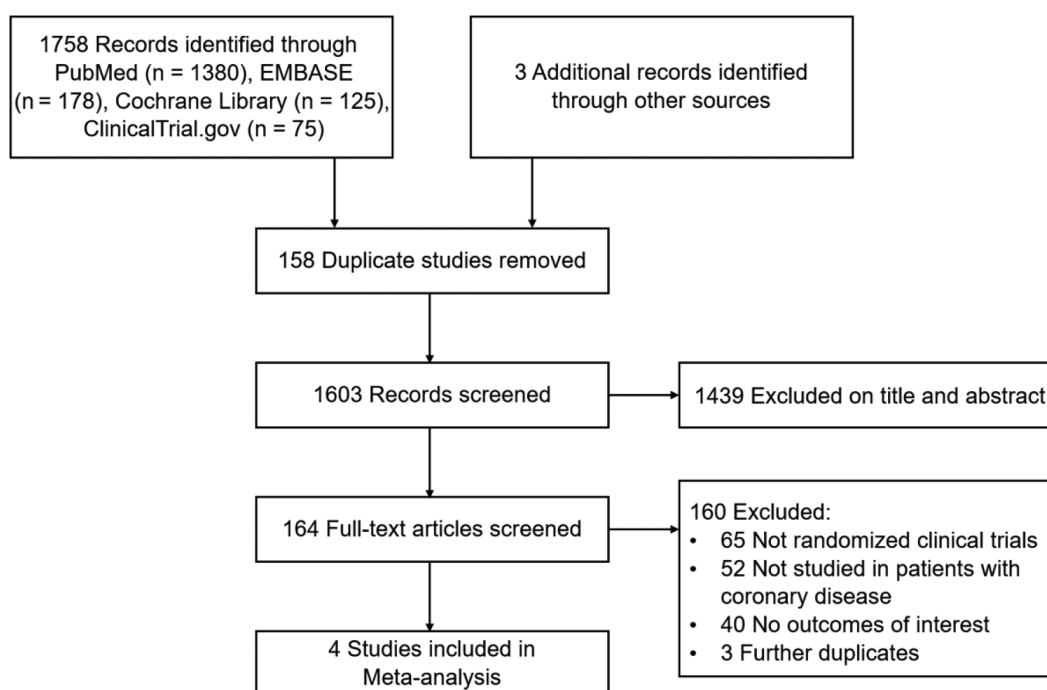 1758 Records identified through
PubMed (n = 1380), EMBASE
(n = 178), Cochrane Library (n = 125),
ClinicalTrial.gov (n = 75)
3 Additional records identified
through other sources
158 Duplicate studies removed
1603 Records screened
1439 Excluded on title and abstract
164 Full-text articles screened
160 Excluded:
• 65 Not randomized clinical trials
• 52 Not studied in patients with
coronary disease
• 40 No outcomes of interest
• 3 Further duplicates
4 Studies included in
Meta-analysis